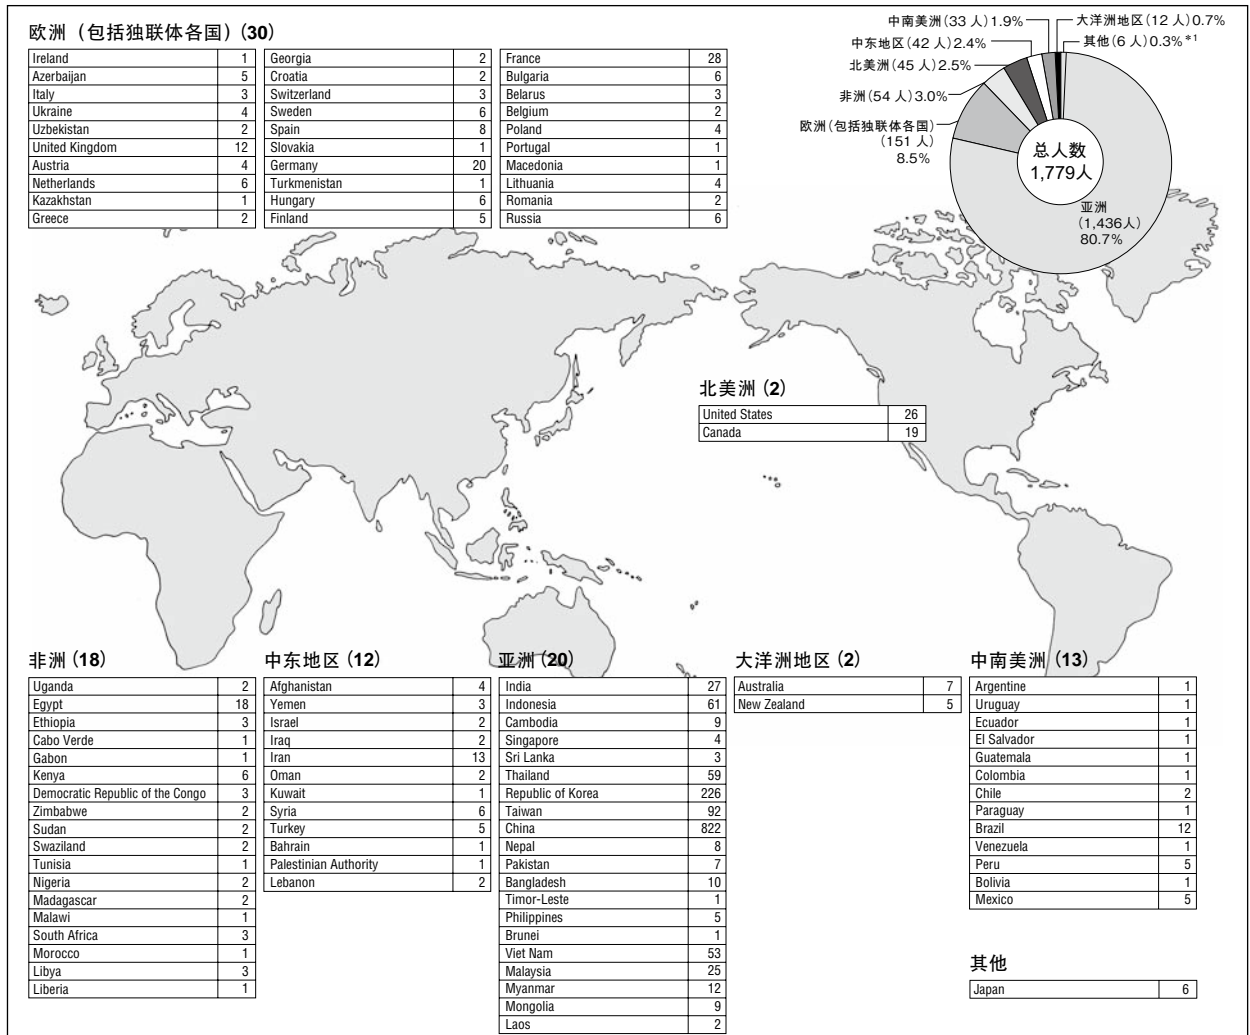 欧洲（包括独联体各国）(30)
Ireland 1
Azerbaijan 5
Italy 3
Ukraine 4
Uzbekistan 2
United Kingdom 12
Austria 4
Netherlands 6
Kazakhstan 1
Greece 2
Georgia 2
Croatia 2
Switzerland 3
Sweden 6
Spain 8
Slovakia 1
Germany 20
Turkmenistan 1
Hungary 6
Finland 5
France 28
Bulgaria 6
Belarus 3
Belgium 2
Poland 4
Portugal 1
Macedonia 1
Lithuania 4
Romania 2
Russia 6
中南美洲(33 人)1.9%
大洋洲地区(12 人)0.7%
中东地区(42 人)2.4%
其他(6 人)0.3%*1
北美洲(45 人)2.5%
非洲(54 人)3.0%
欧洲(包括独联体各国)
(151 人)
8.5%
总人数
1,779人
亚洲
(1,436人)
80.7%
北美洲 (2)
United States 26
Canada 19
非洲 (18)
Uganda 2
Egypt 18
Ethiopia 3
Cabo Verde 1
Gabon 1
Kenya 6
Democratic Republic of the Congo 3
Zimbabwe 2
Sudan 2
Swaziland 2
Tunisia 1
Nigeria 2
Madagascar 2
Malawi 1
South Africa 3
Morocco 1
Libya 3
Liberia 1
中东地区 (12)
Afghanistan 4
Yemen 3
Israel 2
Iraq 2
Iran 13
Oman 2
Kuwait 1
Syria 6
Turkey 5
Bahrain 1
Palestinian Authority 1
Lebanon 2
亚洲 (20)
India 27
Indonesia 61
Cambodia 9
Singapore 4
Sri Lanka 3
Thailand 59
Republic of Korea 226
Taiwan 92
China 822
Nepal 8
Pakistan 7
Bangladesh 10
Timor-Leste 1
Philippines 5
Brunei 1
Viet Nam 53
Malaysia 25
Myanmar 12
Mongolia 9
Laos 2
大洋洲地区 (2)
Australia 7
New Zealand 5
中南美洲 (13)
Argentine 1
Uruguay 1
Ecuador 1
El Salvador 1
Guatemala 1
Colombia 1
Chile 2
Paraguay 1
Brazil 12
Venezuela 1
Peru 5
Bolivia 1
Mexico 5
其他
Japan 6